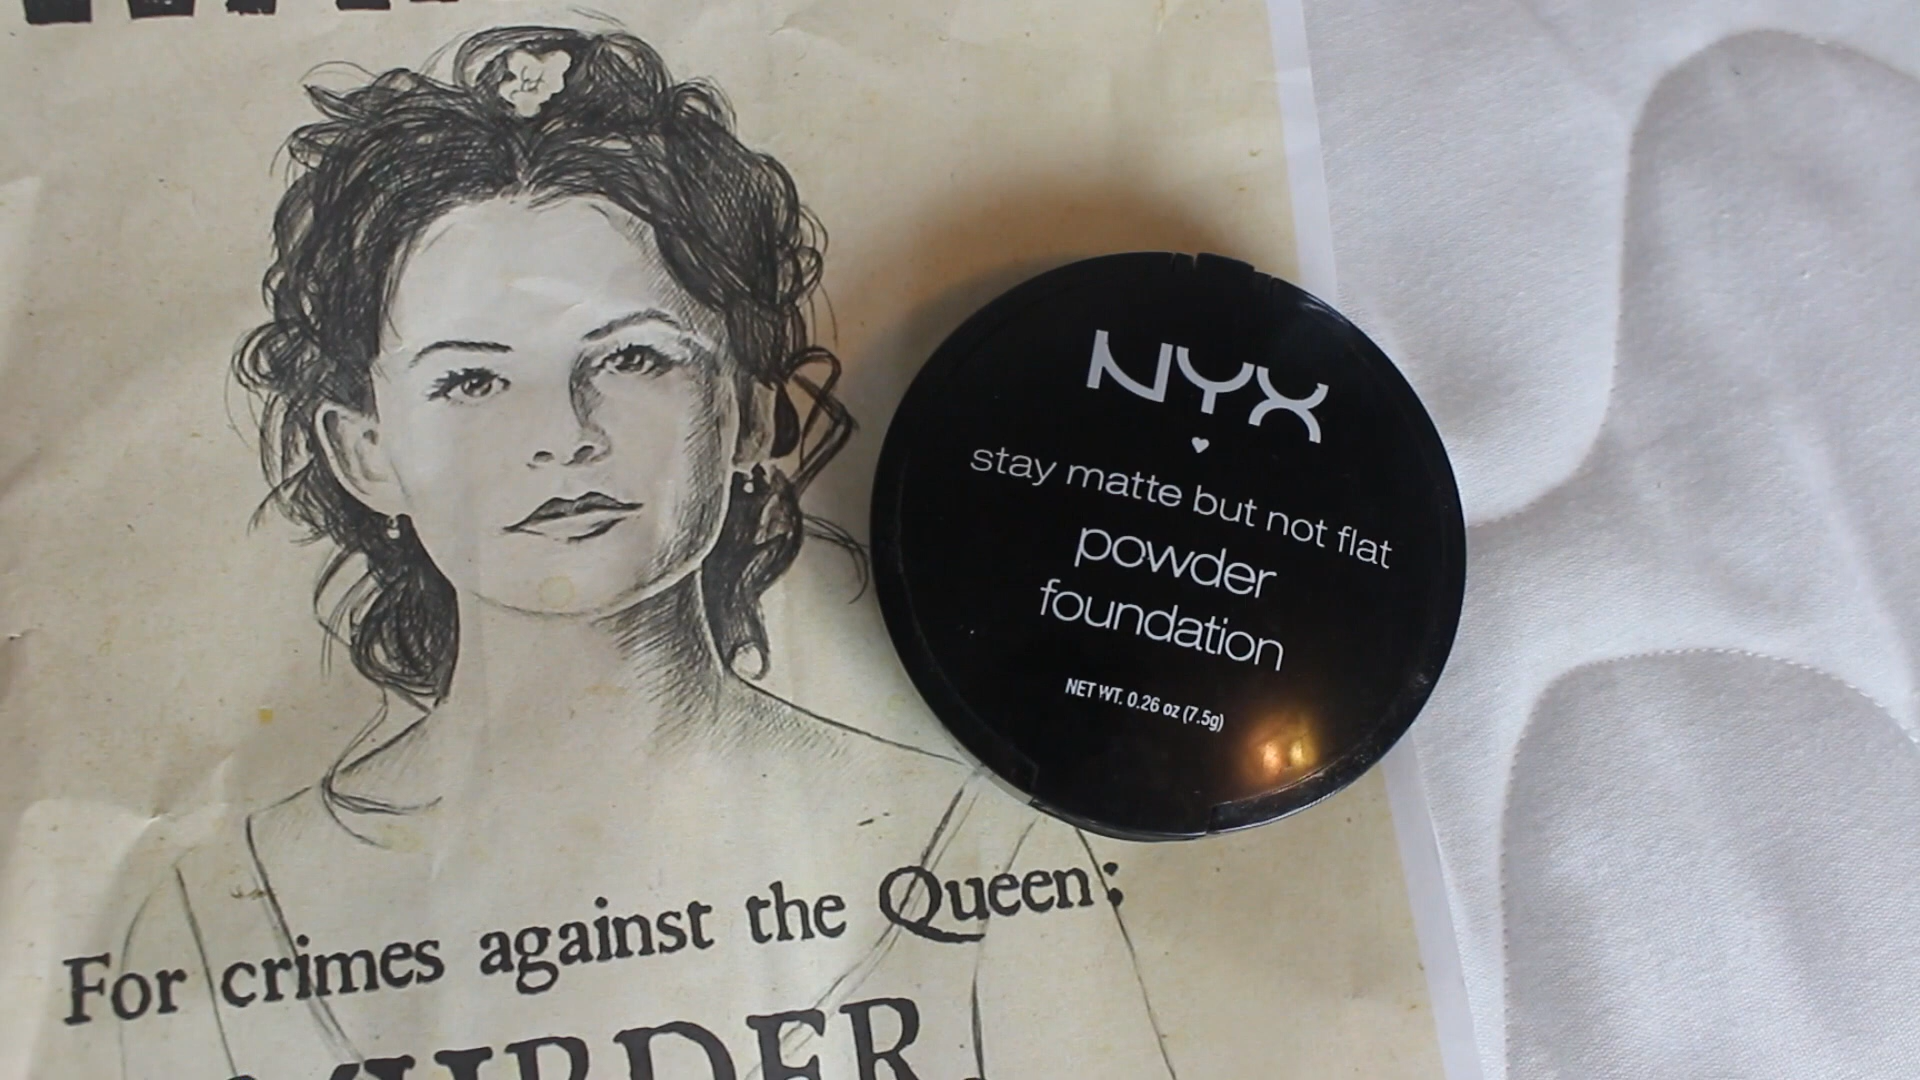 NYX
stay matte but not flat
powder
foundation
NET WT. 0.26 oz (7.5g)
For crimes against the Queen:
MURDER,